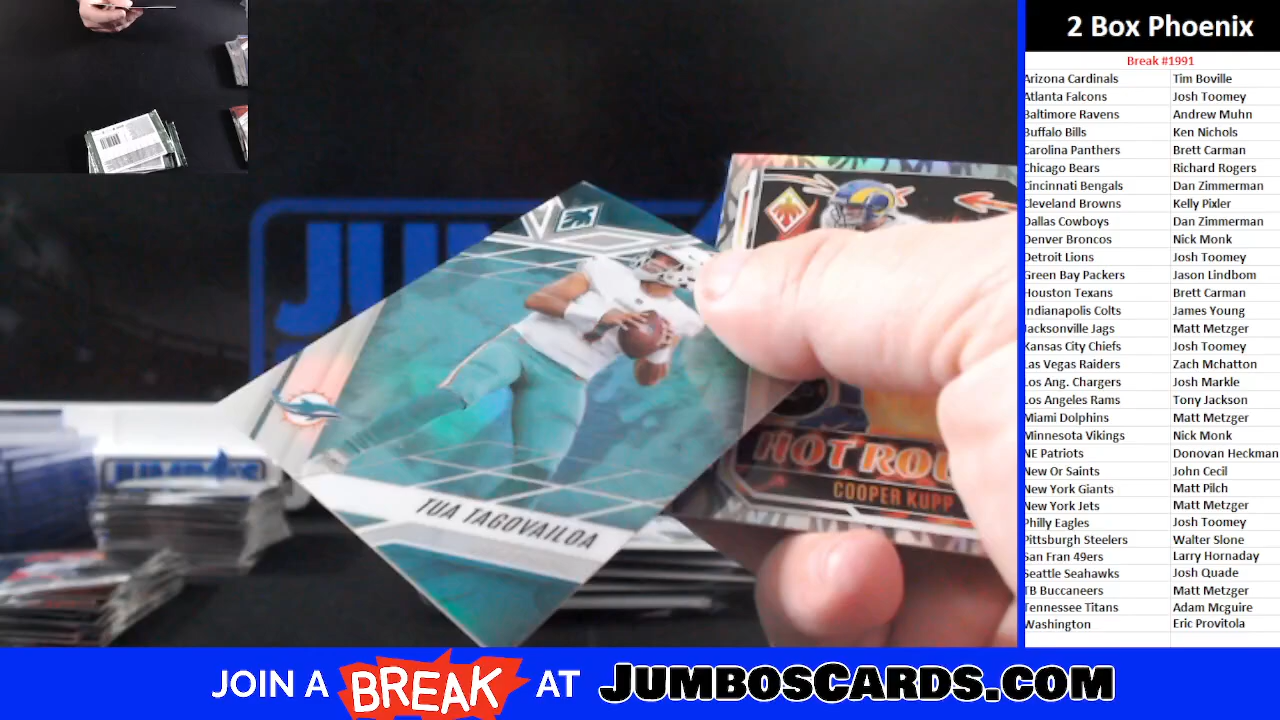 2 Box Phoenix
Break #1991
Arizona Cardinals Tim Boville
Atlanta Falcons Josh Toomey
Baltimore Ravens Andrew Muhn
Buffalo Bills Ken Nichols
Carolina Panthers Brett Carman
Chicago Bears Richard Rogers
Cincinnati Bengals Dan Zimmerman
Cleveland Browns Kelly Pixler
Dallas Cowboys Dan Zimmerman
Denver Broncos Nick Monk
Detroit Lions Josh Toomey
Green Bay Packers Jason Lindbom
Houston Texans Brett Carman
Indianapolis Colts James Young
Jacksonville Jags Matt Metzger
Kansas City Chiefs Josh Toomey
Las Vegas Raiders Zach Mchatton
Los Ang. Chargers Josh Markle
Los Angeles Rams Tony Jackson
Miami Dolphins Matt Metzger
Minnesota Vikings Nick Monk
NE Patriots Donovan Heckman
New Or Saints John Cecil
New York Giants Matt Pilch
New York Jets Matt Metzger
Philly Eagles Josh Toomey
Pittsburgh Steelers Walter Slone
San Fran 49ers Larry Hornaday
Seattle Seahawks Josh Quade
TB Buccaneers Matt Metzger
Tennessee Titans Adam Mcguire
Washington Eric Provitola
TUA TAGOVAILOA
HOT ROU
COOPER KUPP
JUMBO'S
JOIN A BREAK AT JUMBOSCARDS.COM